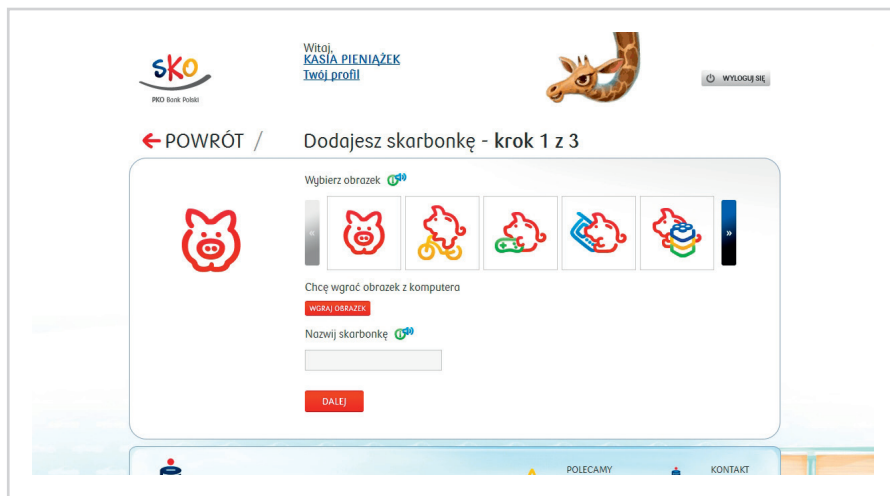 sko
PKO Bank Polski
Witaj,
KASIA PIENIĄŻEK
Twój profil
WYLOGUJ SIĘ
POWRÓT / Dodajesz skarbonkę - krok 1 z 3
Wybierz obrazek
«
»
Chcę wgrać obrazek z komputera
WGRAJ OBRAZEK
Nazwij skarbonkę
DALEJ
POLECAMY
KONTAKT